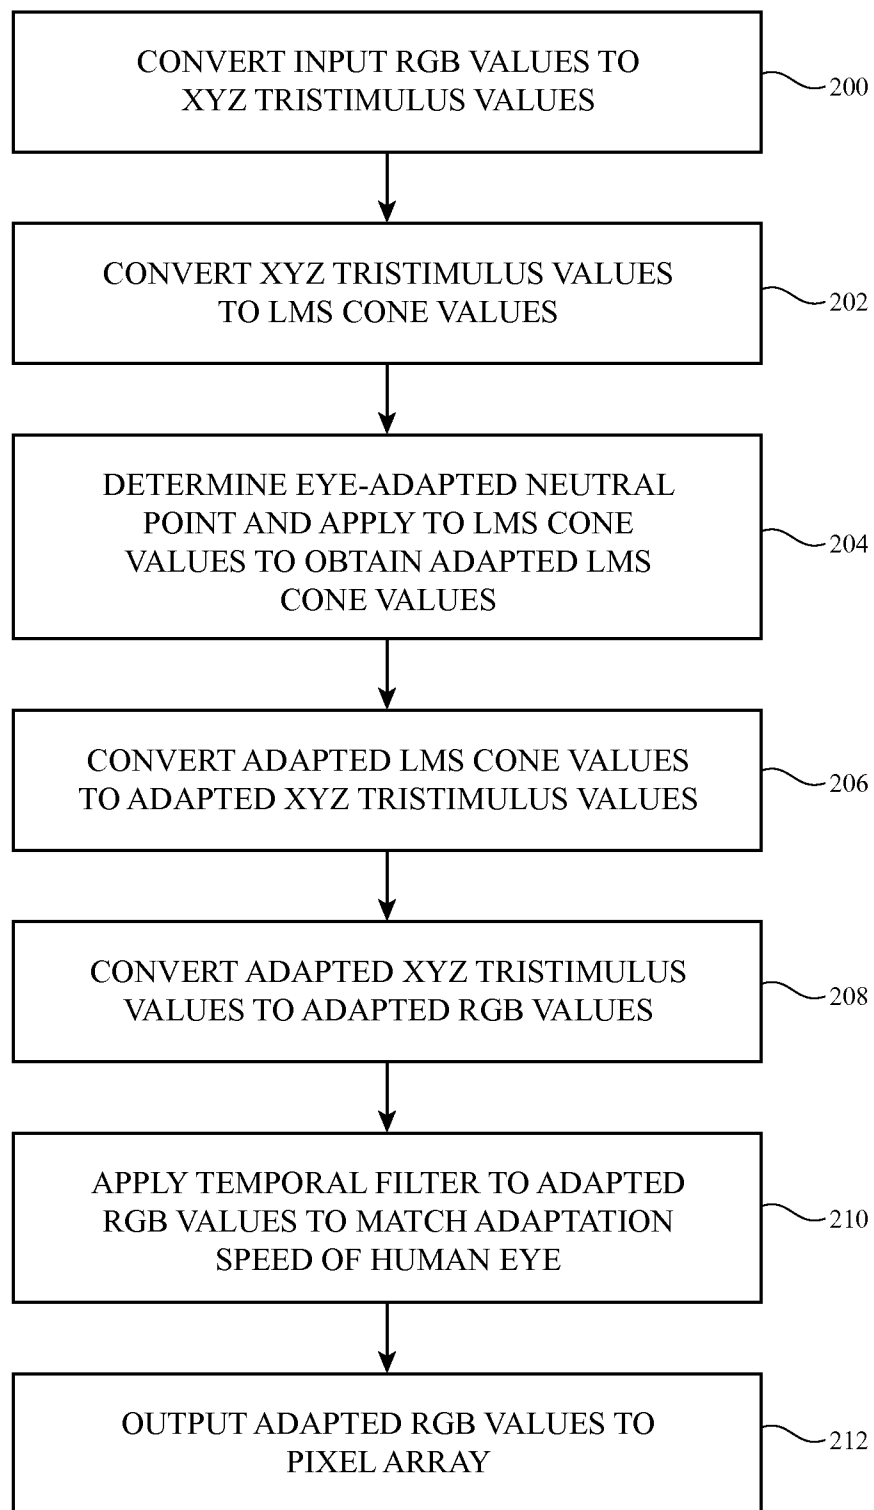 CONVERT INPUT RGB VALUES TO
XYZ TRISTIMULUS VALUES
200
CONVERT XYZ TRISTIMULUS VALUES
TO LMS CONE VALUES
202
DETERMINE EYE-ADAPTED NEUTRAL
POINT AND APPLY TO LMS CONE
VALUES TO OBTAIN ADAPTED LMS
CONE VALUES
204
CONVERT ADAPTED LMS CONE VALUES
TO ADAPTED XYZ TRISTIMULUS VALUES
206
CONVERT ADAPTED XYZ TRISTIMULUS
VALUES TO ADAPTED RGB VALUES
208
APPLY TEMPORAL FILTER TO ADAPTED
RGB VALUES TO MATCH ADAPTATION
SPEED OF HUMAN EYE
210
OUTPUT ADAPTED RGB VALUES TO
PIXEL ARRAY
212